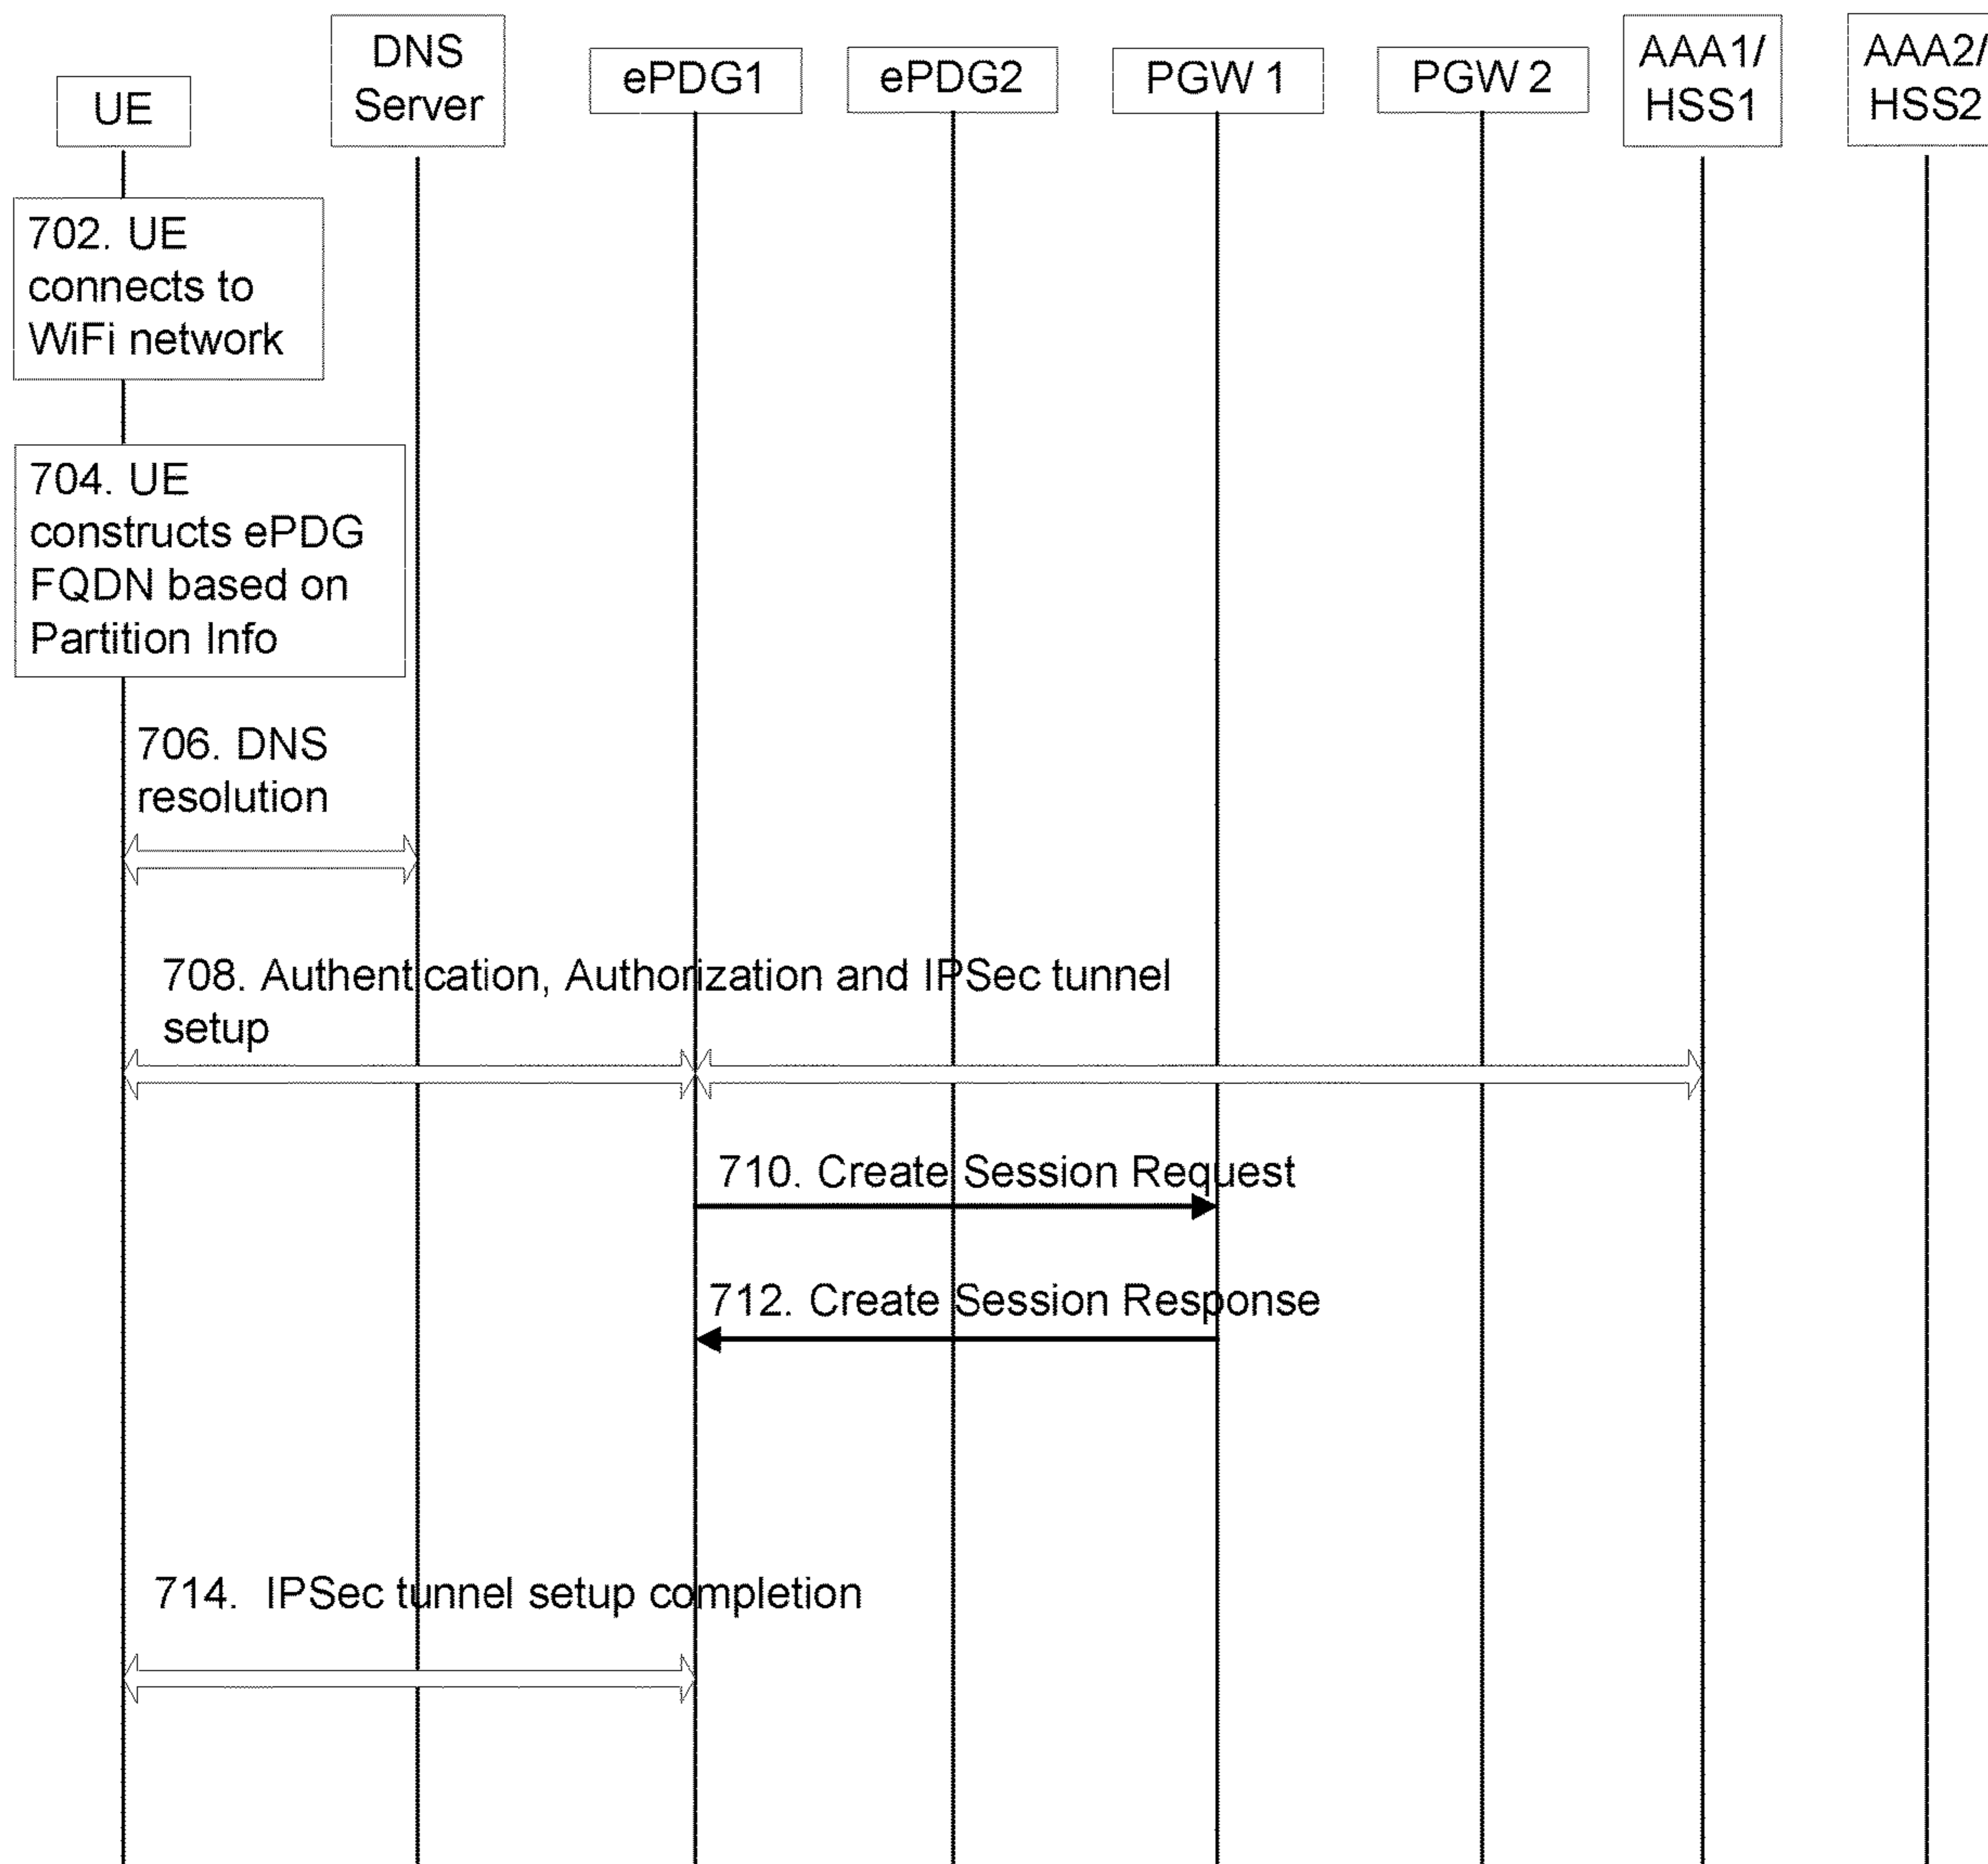 UE
DNS
Server
ePDG1
ePDG2
PGW 1
PGW 2
AAA1/
HSS1
AAA2/
HSS2
702. UE
connects to
WiFi network
704. UE
constructs ePDG
FQDN based on
Partition Info
706. DNS
resolution
708. Authentication, Authorization and IPSec tunnel
setup
710. Create Session Request
712. Create Session Response
714. IPSec tunnel setup completion